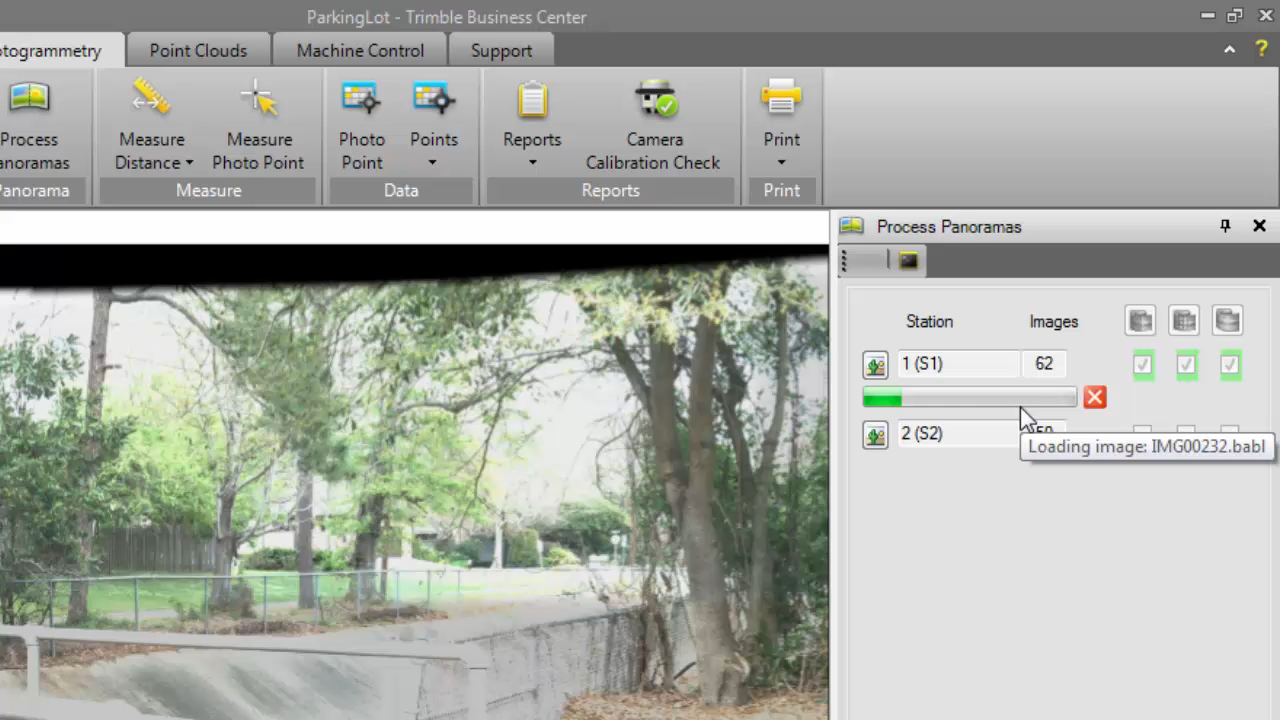 ParkingLot - Trimble Business Center
otogrammetry Point Clouds Machine Control Support
Process
anoramas
Measure
Distance
Measure
Photo Point
Photo
Point
Points
Reports
Camera
Calibration Check
Print
anorama Measure Data Reports Print
Process Panoramas
Station Images
1 (S1) 62
2 (S2)
Loading image: IMG00232.babl